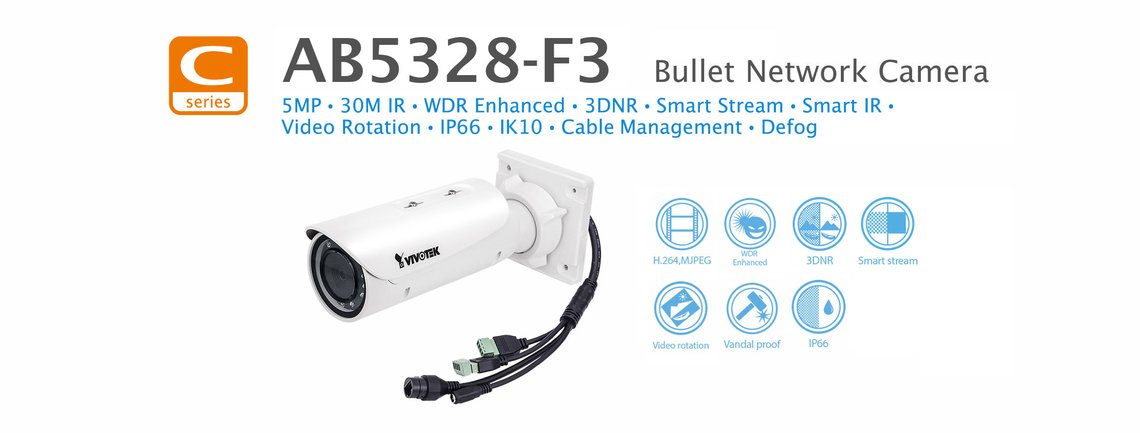 C
series
AB5328-F3 Bullet Network Camera
5MP • 30M IR • WDR Enhanced • 3DNR • Smart Stream • Smart IR •
Video Rotation • IP66 • IK10 • Cable Management • Defog
VIVOTEK
H.264,MJPEG
WDR
Enhanced
3DNR
Smart stream
Video rotation
Vandal proof
IP66